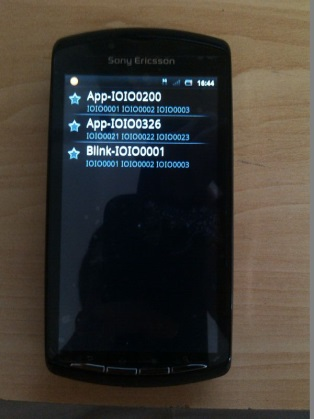 Sony Ericsson
16:44
App-IOIO0200
IOIO0001 IOIO0002 IOIO0003
App-IOIO0326
IOIO0021 IOIO0022 IOIO0023
Blink-IOIO0001
IOIO0001 IOIO0002 IOIO0003